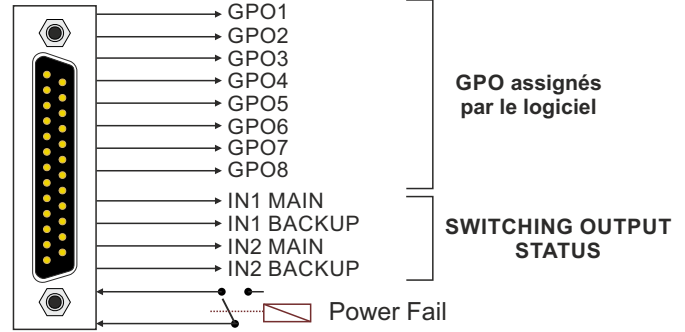 GPO1
GPO2
GPO3
GPO4
GPO5
GPO6
GPO7
GPO8
GPO assignés
par le logiciel
IN1 MAIN
IN1 BACKUP
IN2 MAIN
IN2 BACKUP
SWITCHING OUTPUT
STATUS
Power Fail